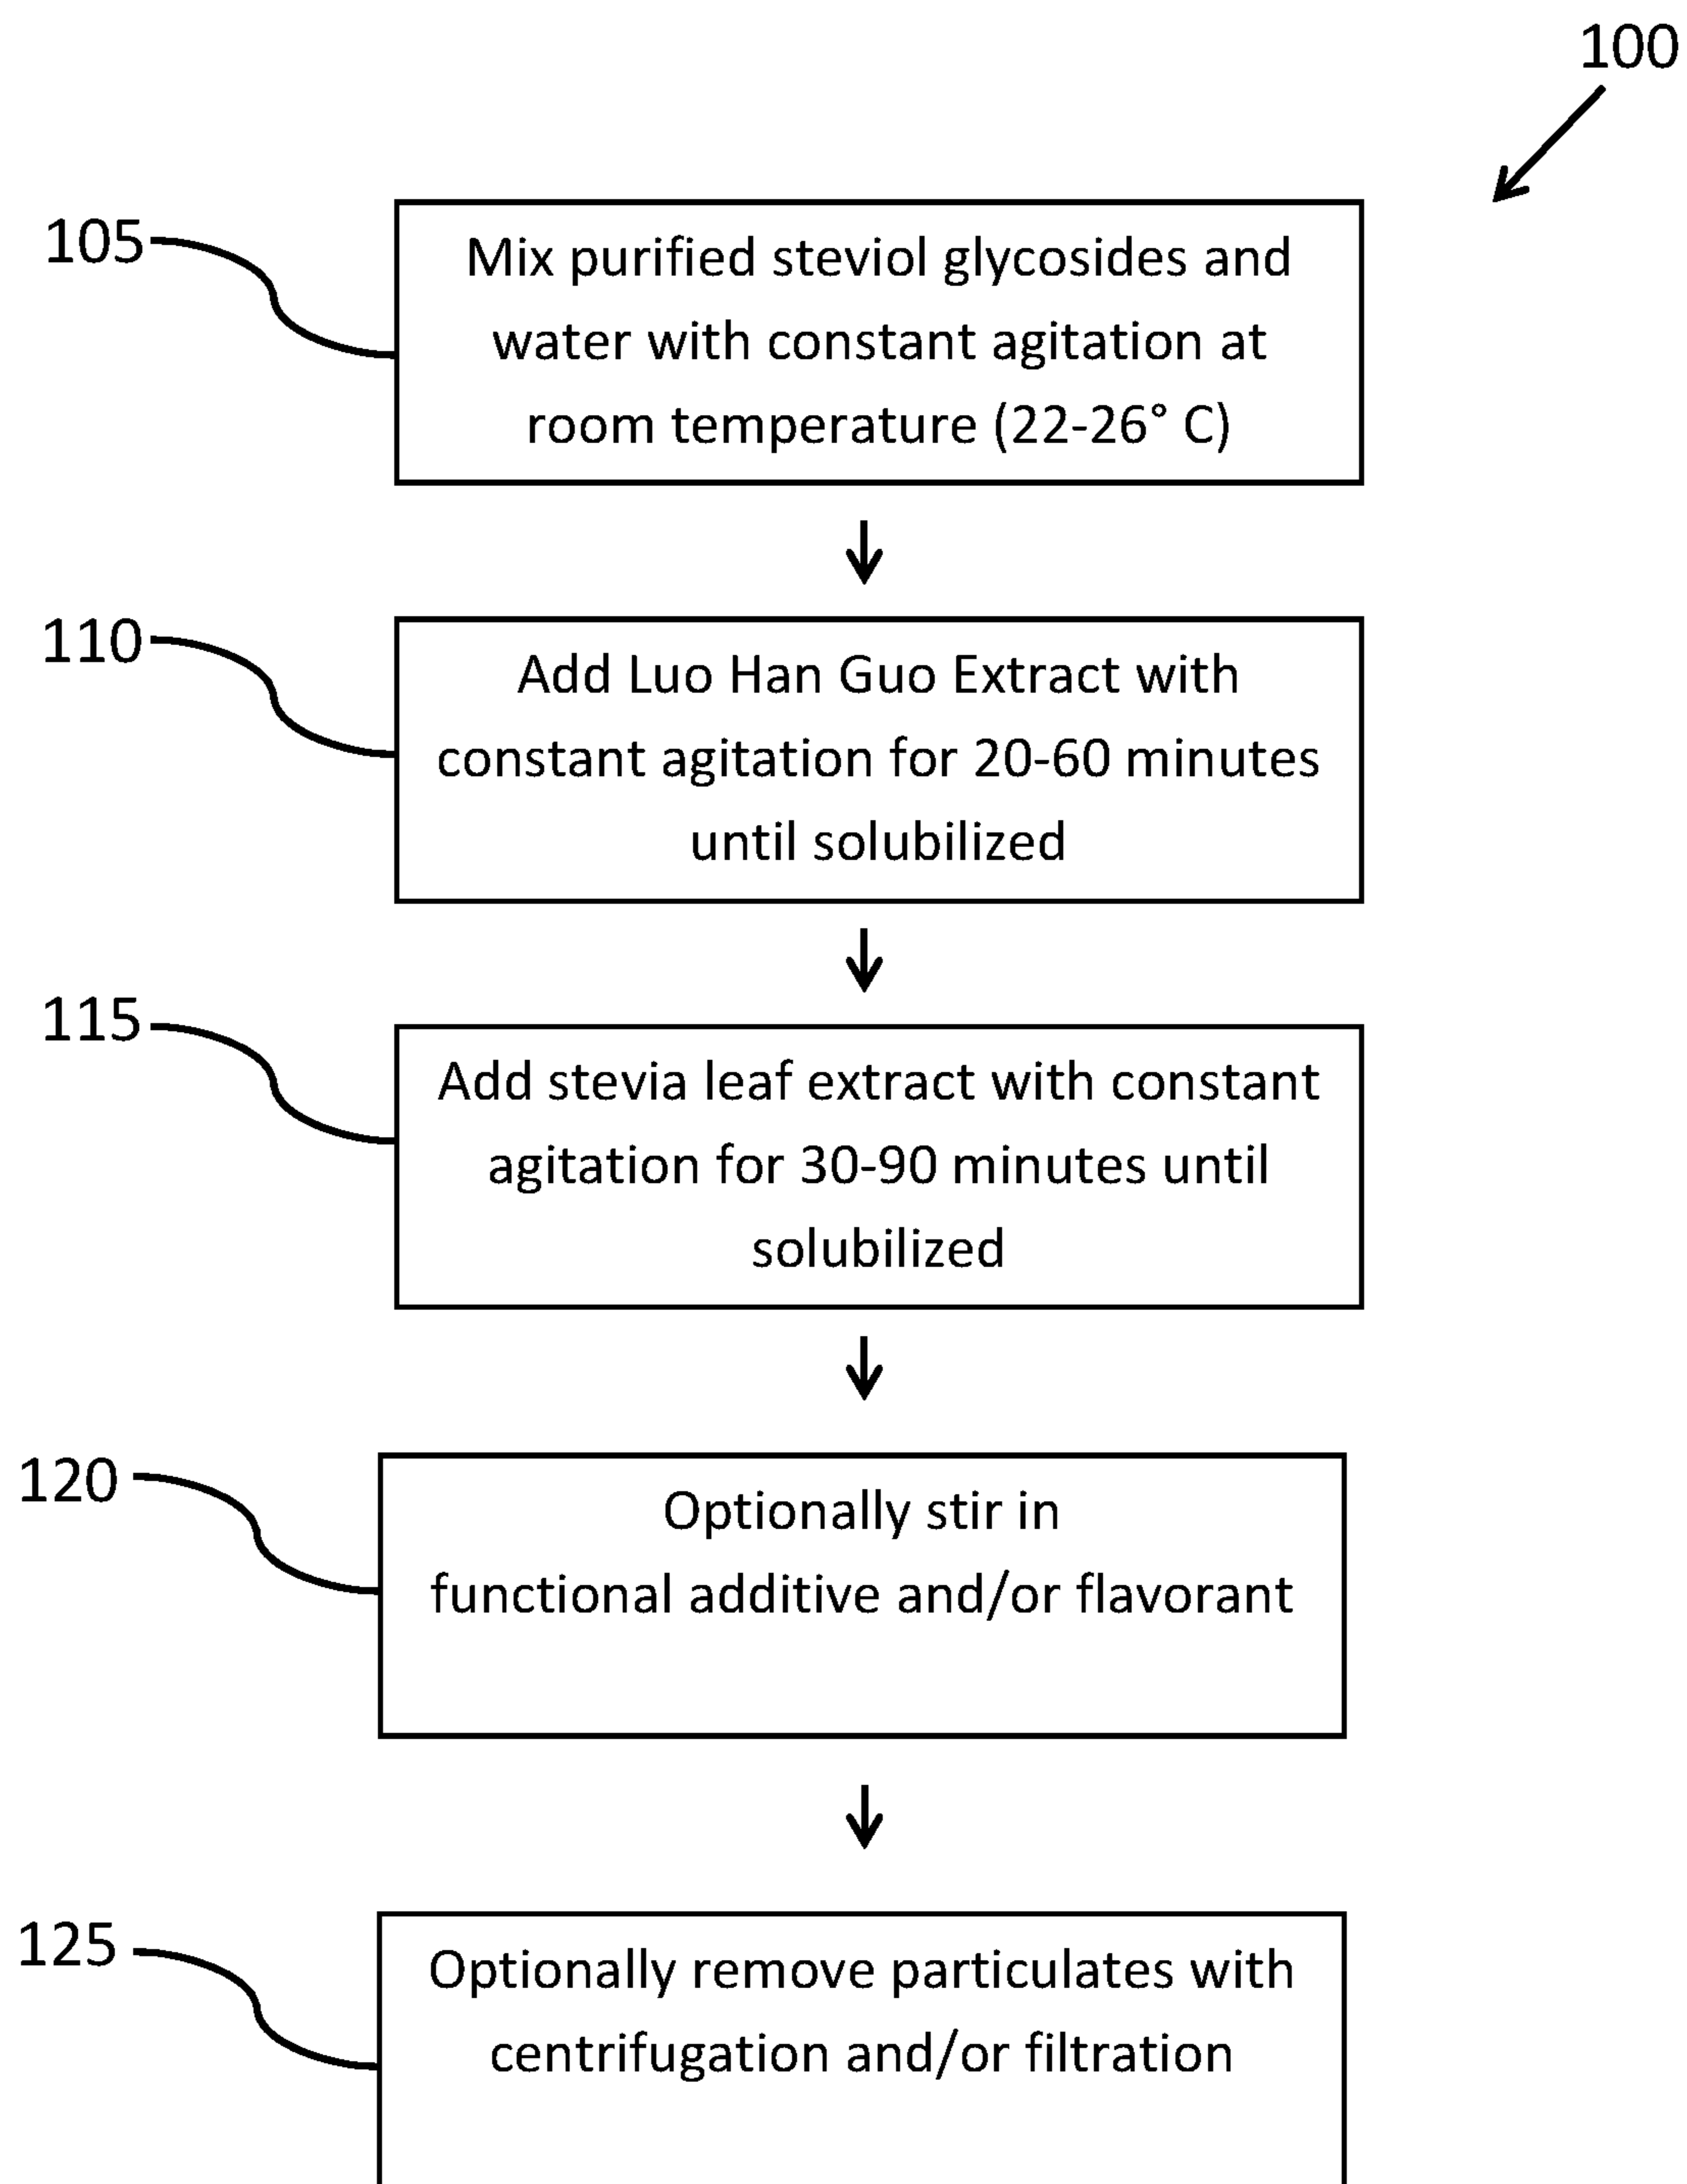 100
105
Mix purified steviol glycosides and
water with constant agitation at
room temperature (22-26° C)
110
Add Luo Han Guo Extract with
constant agitation for 20-60 minutes
until solubilized
115
Add stevia leaf extract with constant
agitation for 30-90 minutes until
solubilized
120
Optionally stir in
functional additive and/or flavorant
125
Optionally remove particulates with
centrifugation and/or filtration